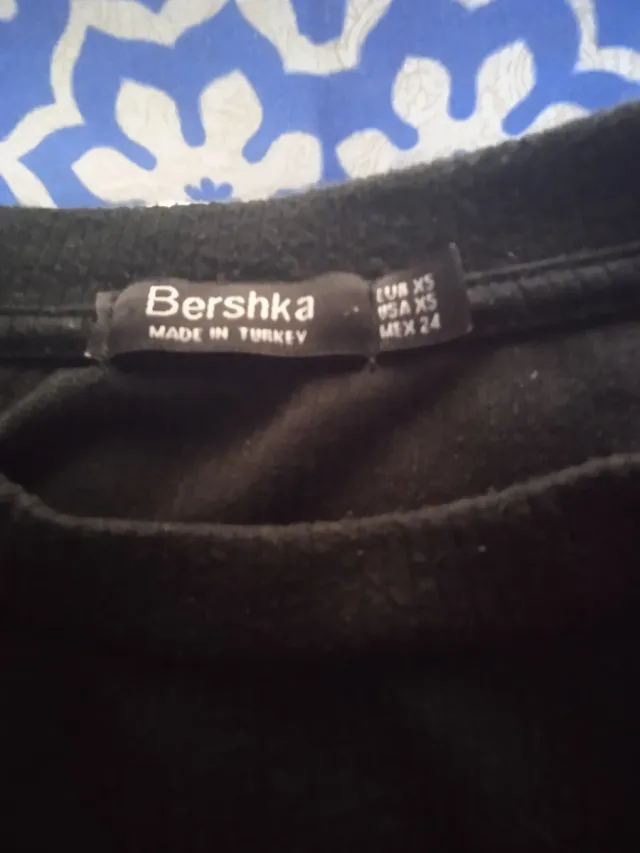 Bershka
MADE IN TURKEY
EUR XS
USA XS
MEX 24